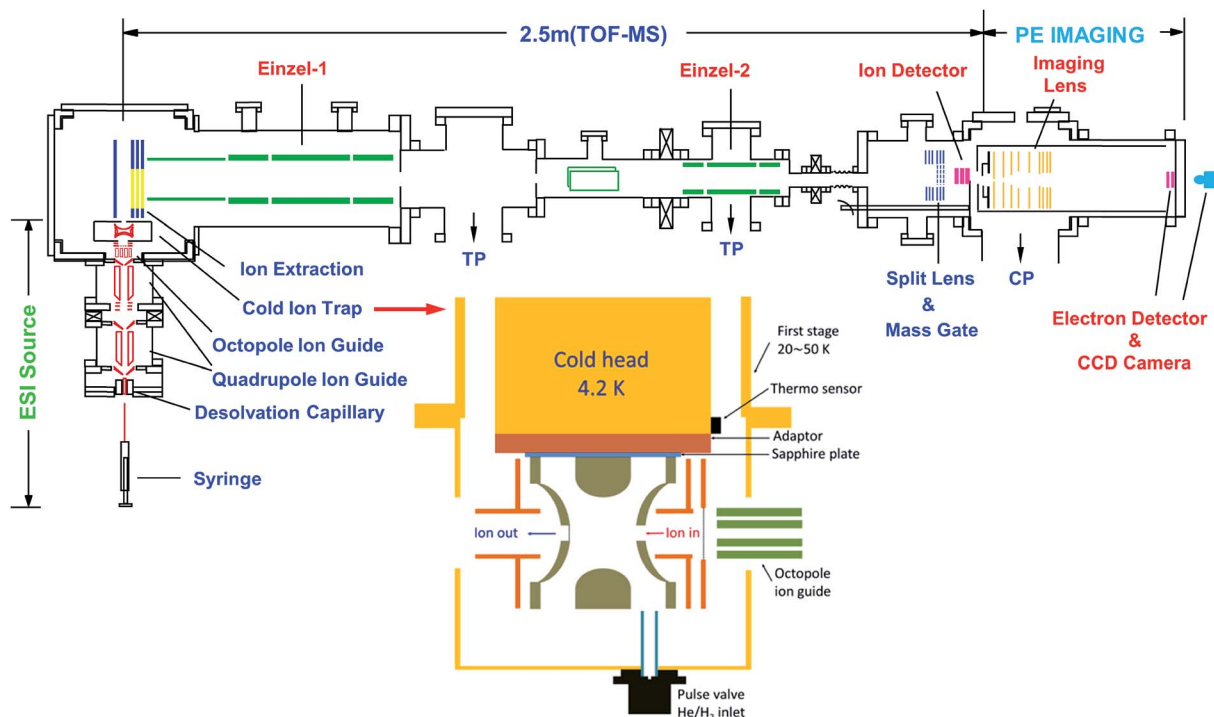 2.5m(TOF-MS)
PE IMAGING
Einzel-1
Einzel-2
Ion Detector
Imaging
Lens
TP
TP
CP
Ion Extraction
Cold Ion Trap
Octopole Ion Guide
Quadrupole Ion Guide
Desolvation Capillary
Syringe
ESI Source
Split Lens
&
Mass Gate
Electron Detector
&
CCD Camera
Cold head
4.2 K
First stage
20~50 K
Thermo sensor
Adaptor
Sapphire plate
Ion out
Ion in
Octopole
ion guide
Pulse valve
He/H₂ inlet